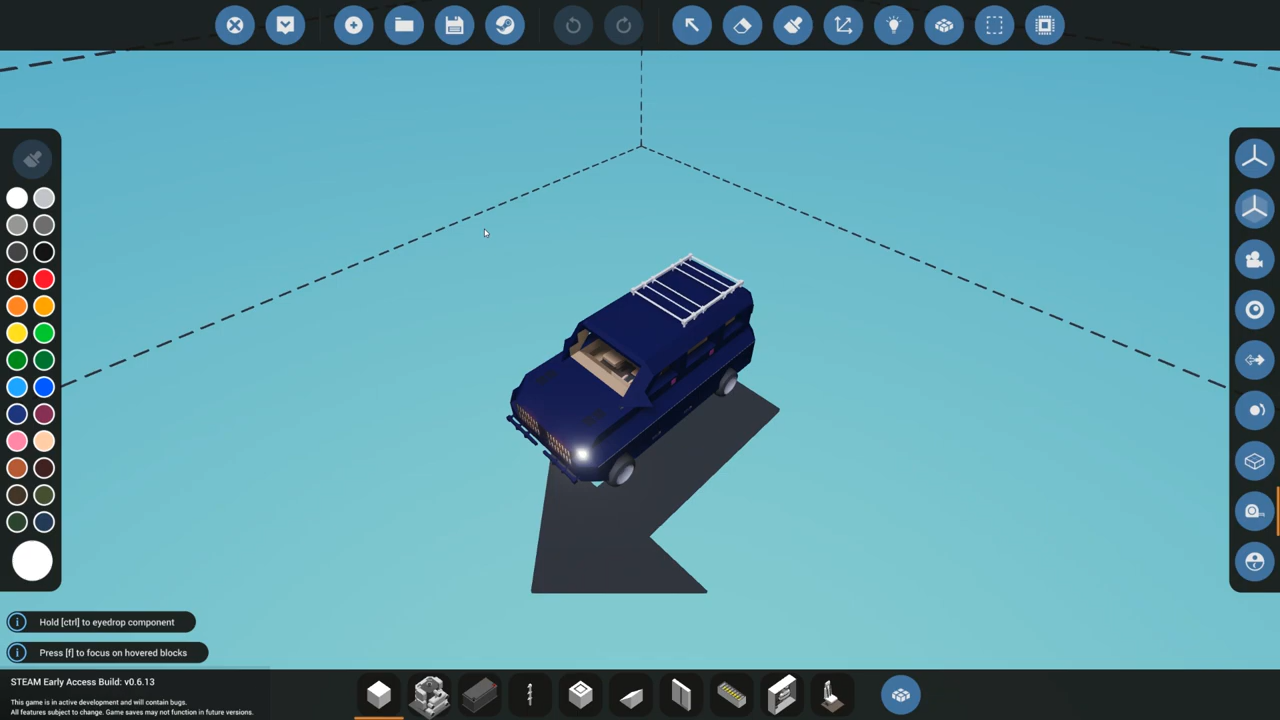 Hold [ctrl] to eyedrop component
Press [f] to focus on hovered blocks
STEAM Early Access Build: v0.6.13
This game is in active development and will contain bugs.
All features subject to change. Game saves may not function in future versions.